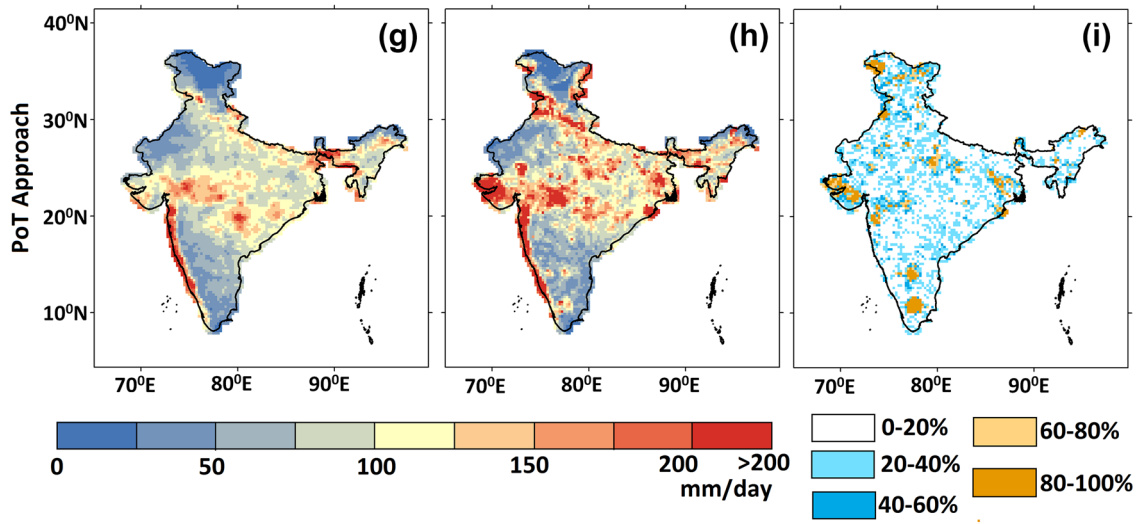 40⁰N
30⁰N
20⁰N
10⁰N
PoT Approach
(g)
(h)
(i)
70⁰E 80⁰E 90⁰E
70⁰E 80⁰E 90⁰E
70⁰E 80⁰E 90⁰E
0 50 100 150 200 >200
mm/day
0-20%
20-40%
40-60%
60-80%
80-100%